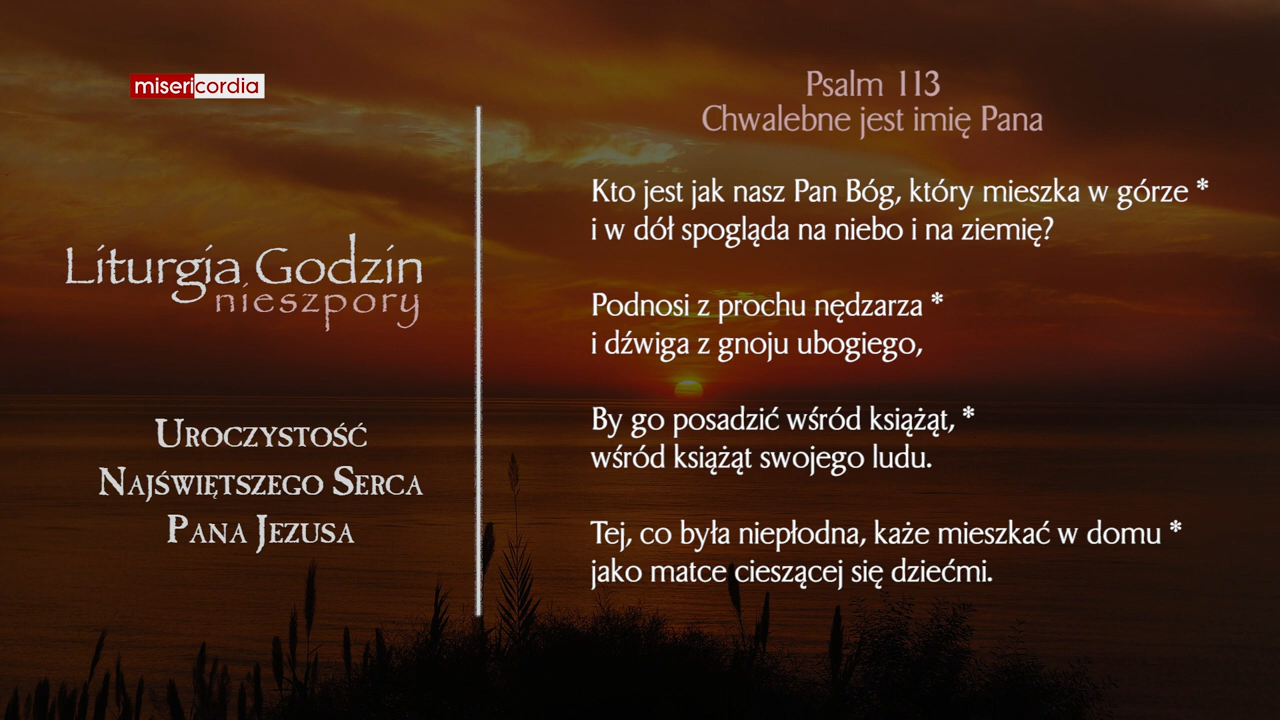 misericordia
Liturgia Godzin
nieszpory
Uroczystość
Najświętszego Serca
Pana Jezusa
Psalm 113
Chwalebne jest imię Pana
Kto jest jak nasz Pan Bóg, który mieszka w górze *
i w dół spogląda na niebo i na ziemię?
Podnosi z prochu nędzarza *
i dźwiga z gnoju ubogiego,
By go posadzić wśród książąt, *
wśród książąt swojego ludu.
Tej, co była niepłodna, każe mieszkać w domu *
jako matce cieszącej się dziećmi.